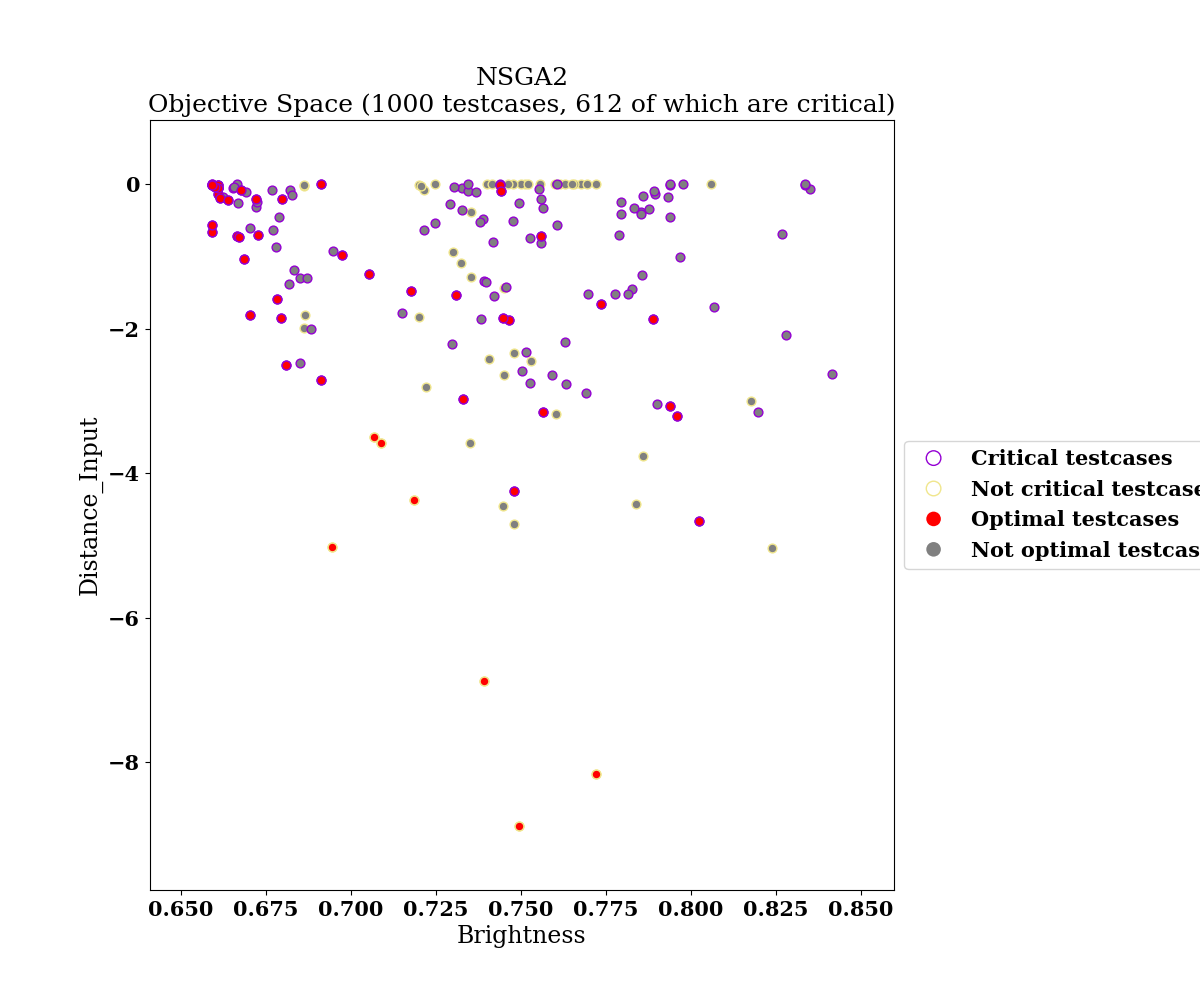 NSGA2
Objective Space (1000 testcases, 612 of which are critical)
0
−2
−4
−6
−8
Distance_Input
0.650 0.675 0.700 0.725 0.750 0.775 0.800 0.825 0.850
Brightness
Critical testcases
Not critical testcase
Optimal testcases
Not optimal testcas